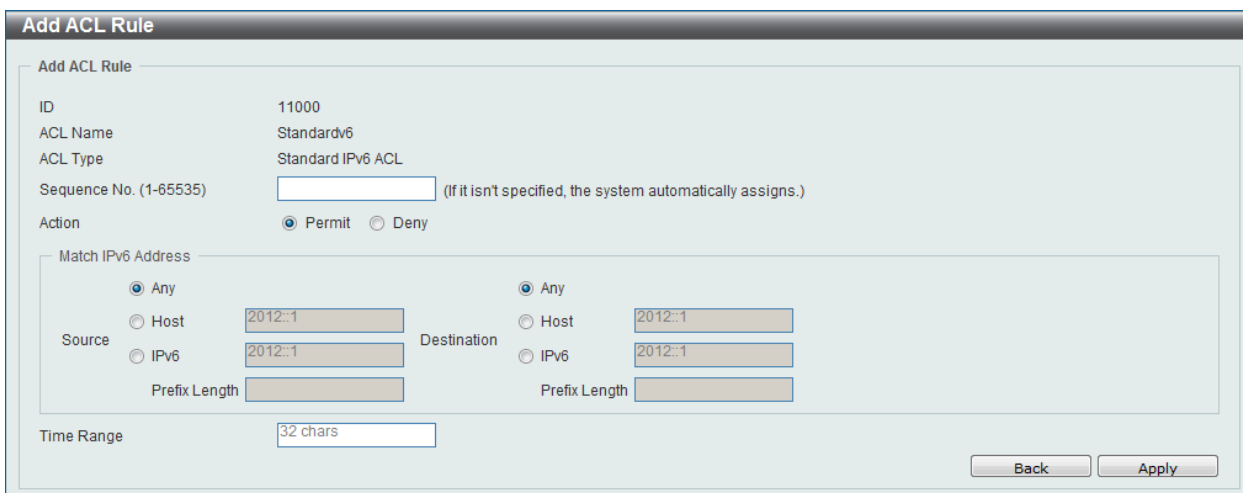 Add ACL Rule
Add ACL Rule
ID 11000
ACL Name Standardv6
ACL Type Standard IPv6 ACL
Sequence No. (1-65535) (If it isn't specified, the system automatically assigns.)
Action Permit Deny
Match IPv6 Address
Any Any
Host 2012::1 Host 2012::1
Source Destination
IPv6 2012::1 IPv6 2012::1
Prefix Length Prefix Length
Time Range 32 chars
Back Apply